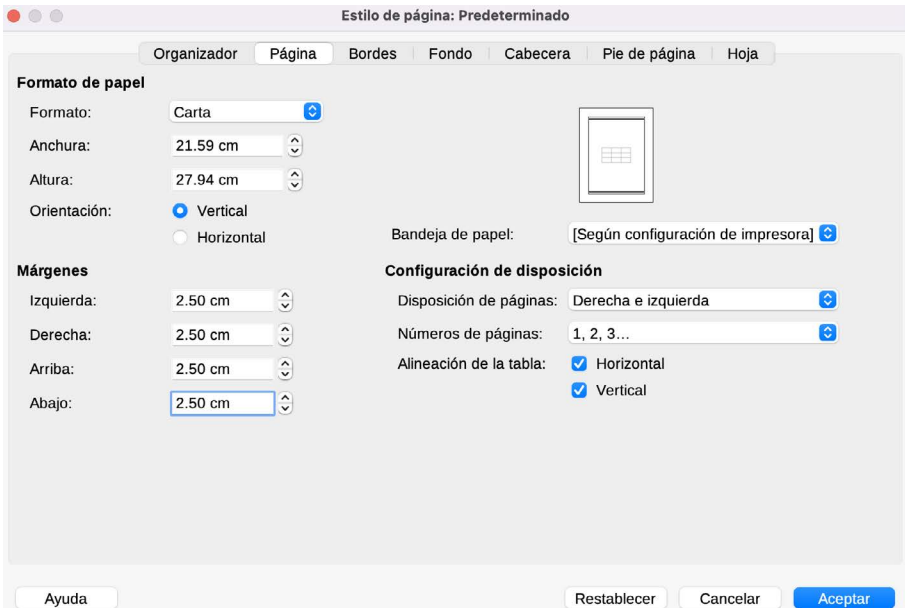 Estilo de página: Predeterminado
Organizador Página Bordes Fondo Cabecera Pie de página Hoja
Formato de papel
Formato: Carta
Anchura: 21.59 cm
Altura: 27.94 cm
Orientación: Vertical
Horizontal
Bandeja de papel: [Según configuración de impresora]
Márgenes
Izquierda: 2.50 cm
Derecha: 2.50 cm
Arriba: 2.50 cm
Abajo: 2.50 cm
Configuración de disposición
Disposición de páginas: Derecha e izquierda
Números de páginas: 1, 2, 3...
Alineación de la tabla: Horizontal
Vertical
Ayuda Restablecer Cancelar Aceptar